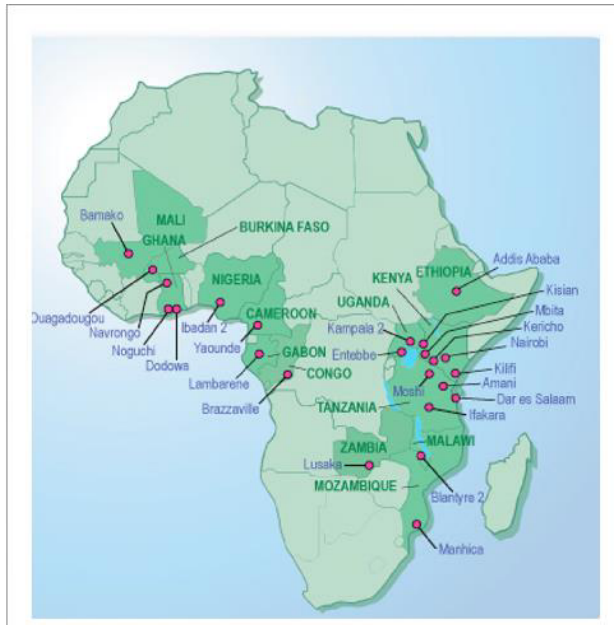 MALI
Bamako
GHANA
BURKINA FASO
NIGERIA
ETHIOPIA
Addis Ababa
KENYA
Kisian
UGANDA
Mbita
CAMEROON
Kampala 2
Kericho
Ouagadougou
Ibadan 2
Navrongo
Nairobi
Yaounde
Entebbe
Noguchi
GABON
Kilifi
Dodowa
CONGO
Moshi
Amani
Lambarene
Brazzaville
TANZANIA
Dar es Salaam
Ifakara
ZAMBIA
MALAWI
Lusaka
MOZAMBIQUE
Blantyre 2
Manhica